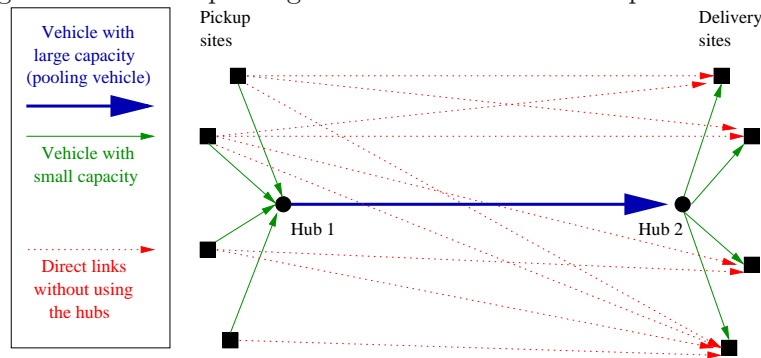 Vehicle with
large capacity
(pooling vehicle)
Vehicle with
small capacity
Direct links
without using
the hubs
Pickup
sites
Delivery
sites
Hub 1
Hub 2